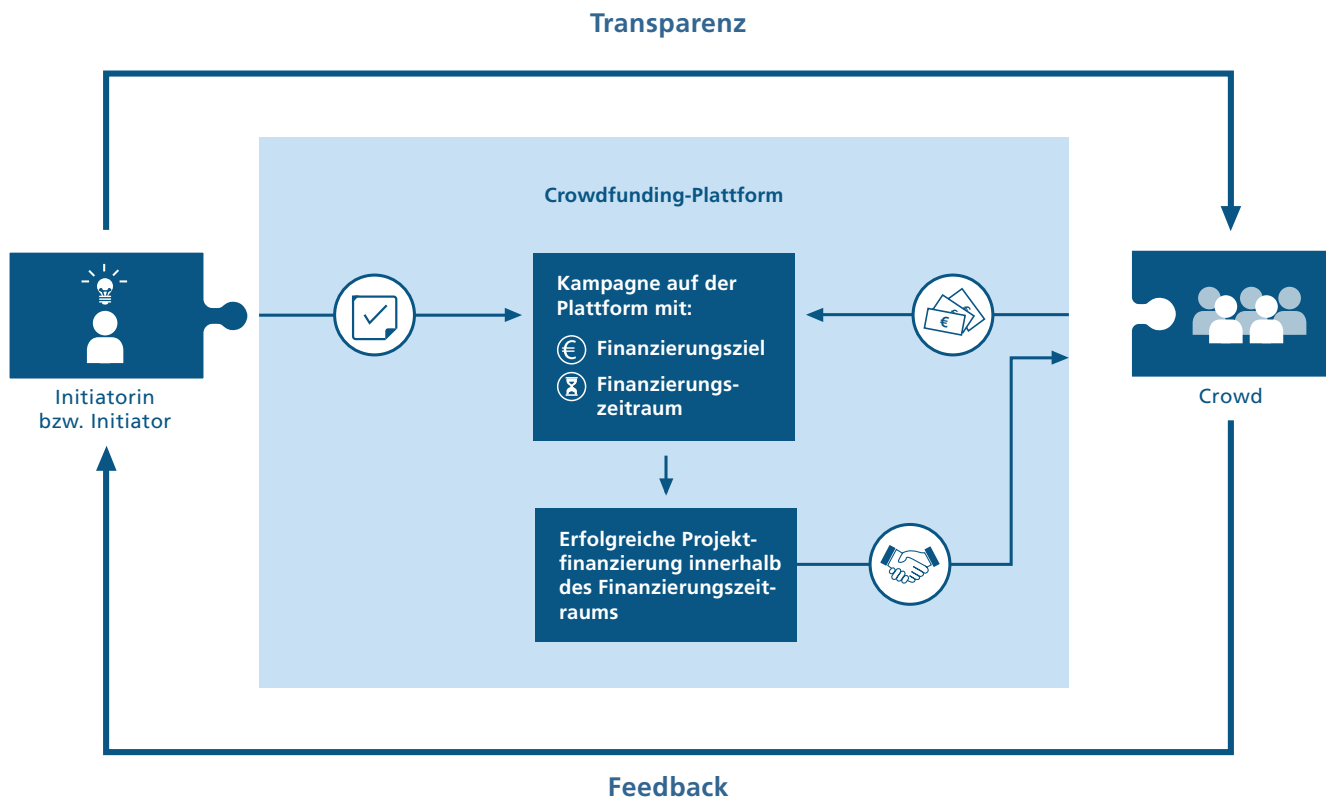 Transparenz
Crowdfunding-Plattform
Kampagne auf der
Plattform mit:
€ Finanzierungsziel
Finanzierungs-
zeitraum
€
Initiatorin
bzw. Initiator
Crowd
Erfolgreiche Projekt-
finanzierung innerhalb
des Finanzierungszeit-
raums
Feedback